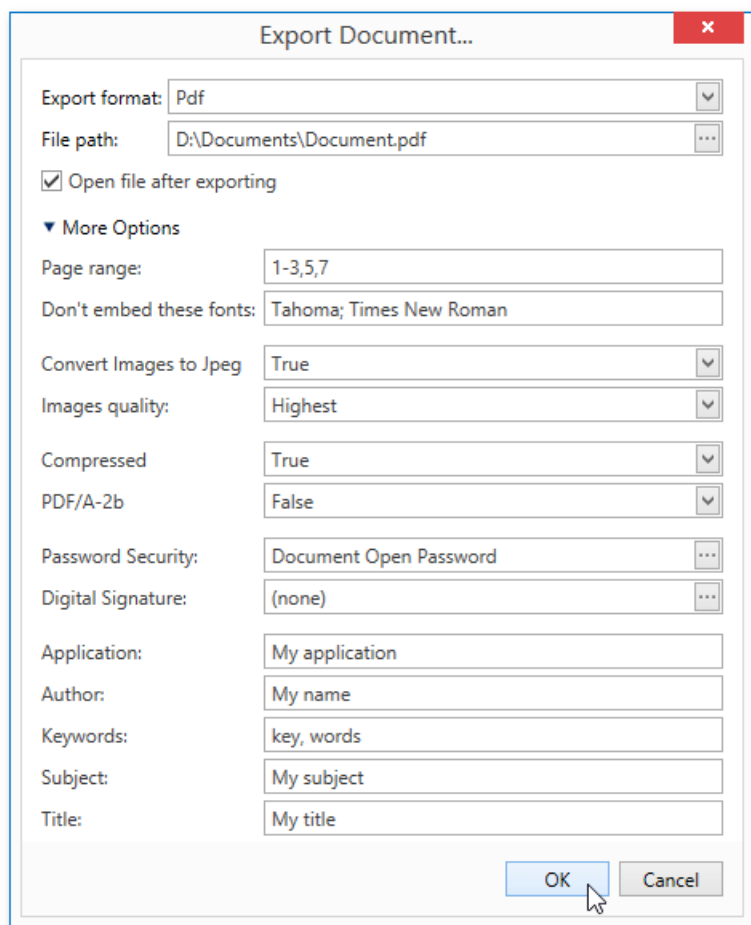 Export Document...
Export format: Pdf
File path: D:\Documents\Document.pdf
Open file after exporting
More Options
Page range: 1-3,5,7
Don't embed these fonts: Tahoma; Times New Roman
Convert Images to Jpeg True
Images quality: Highest
Compressed True
PDF/A-2b False
Password Security: Document Open Password
Digital Signature: (none)
Application: My application
Author: My name
Keywords: key, words
Subject: My subject
Title: My title
OK Cancel